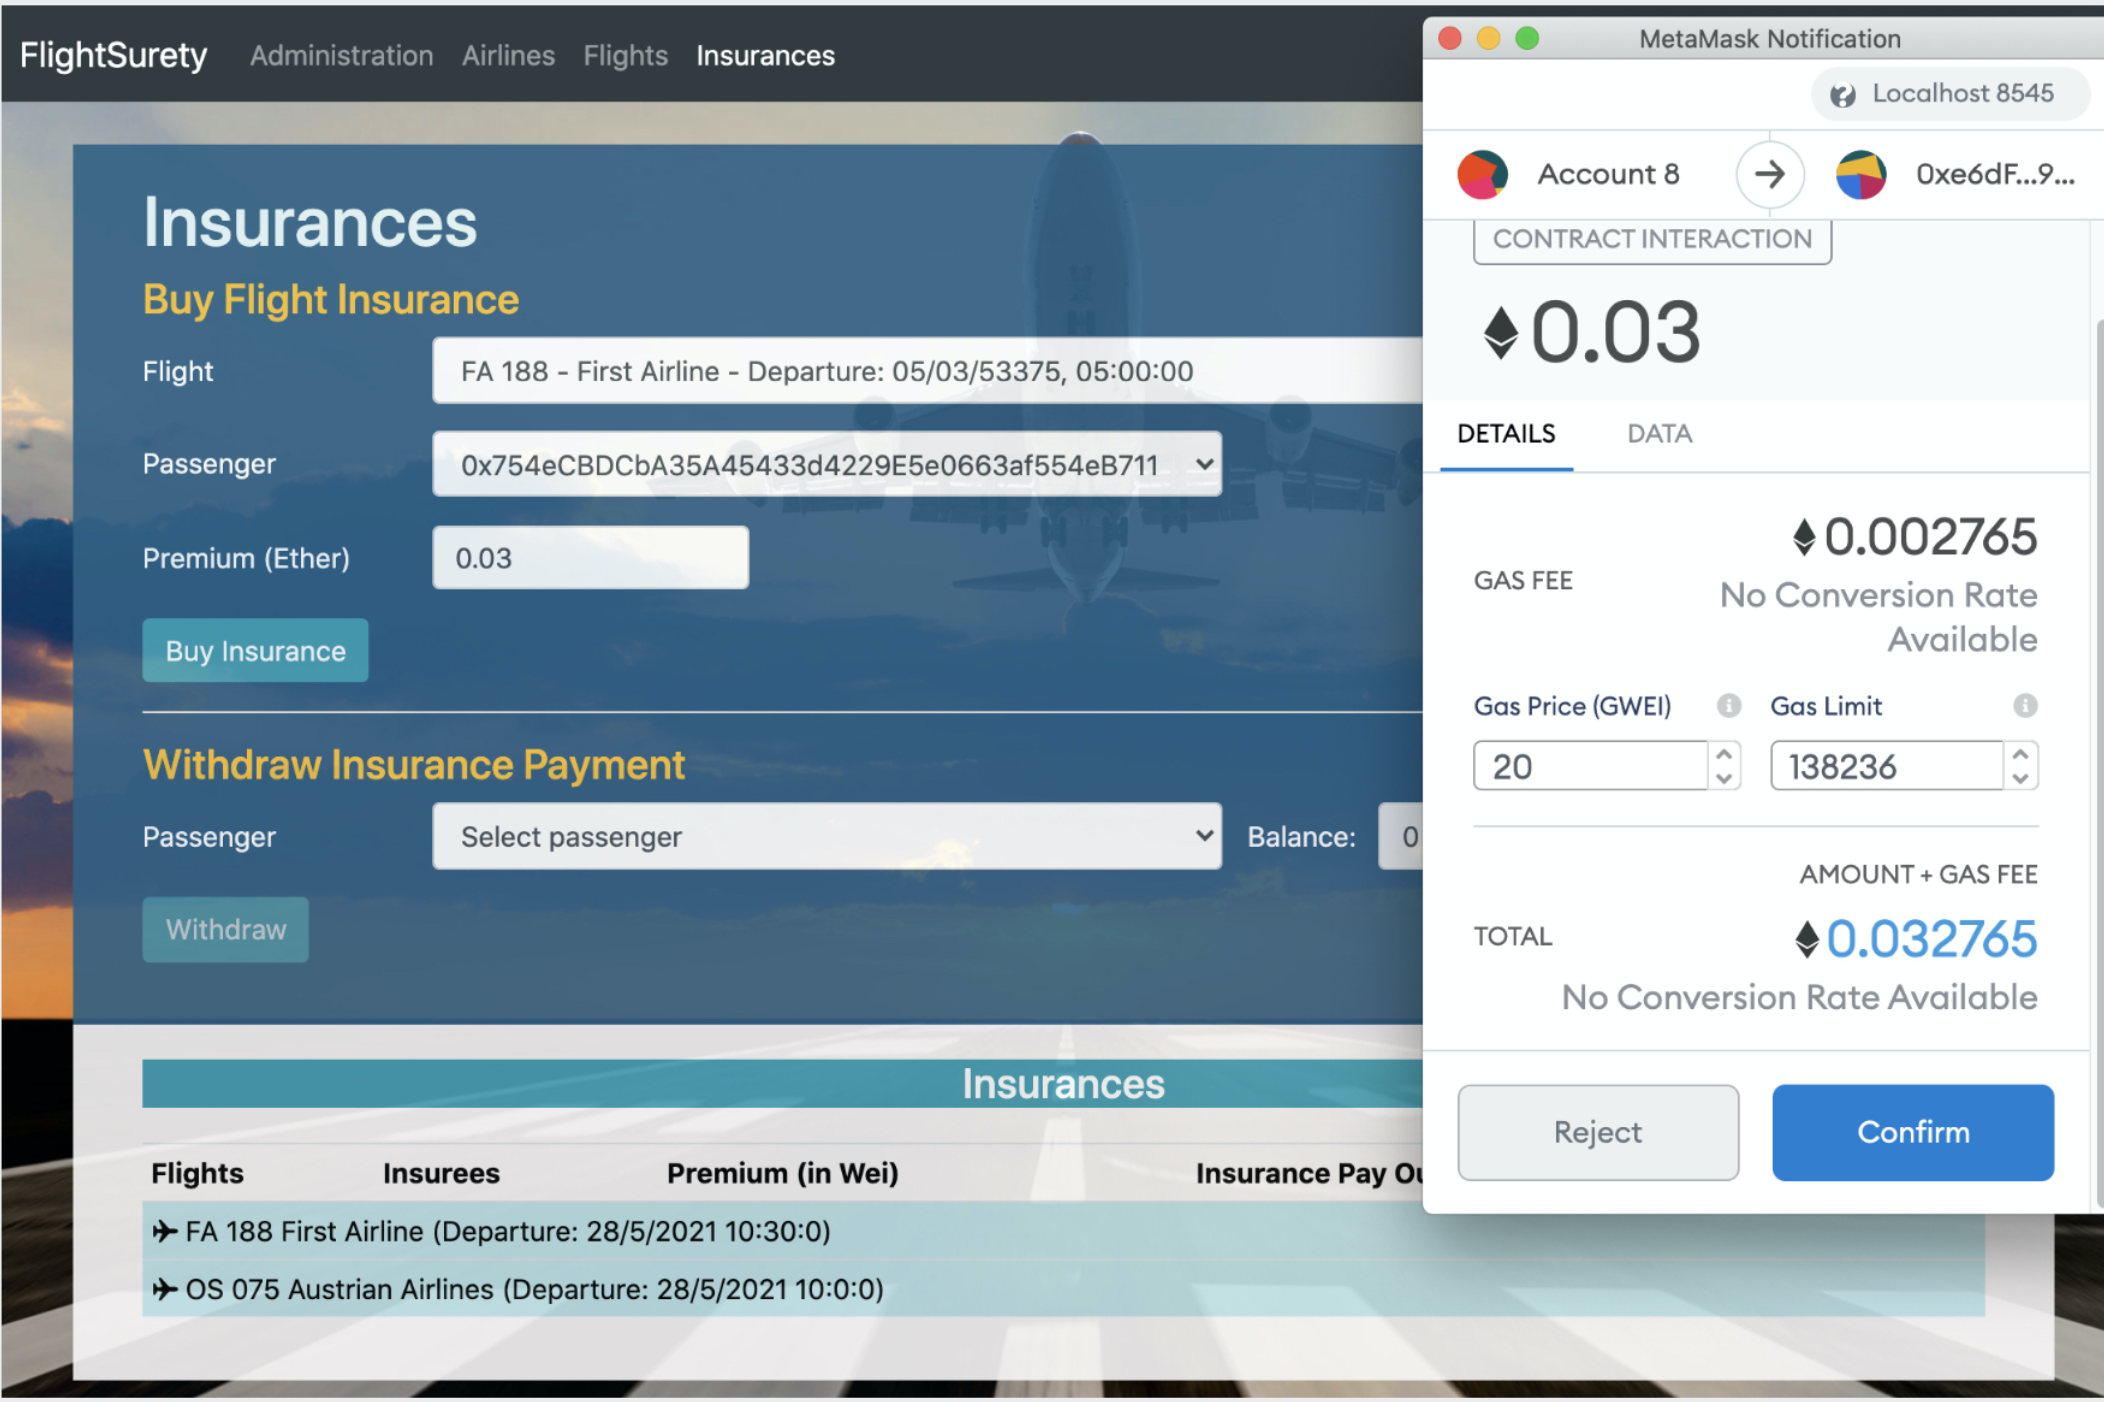 FlightSurety Administration Airlines Flights Insurances
Insurances
Buy Flight Insurance
Flight FA 188 - First Airline - Departure: 05/03/53375, 05:00:00
Passenger 0x754eCBDCbA35A45433d4229E5e0663af554eB711
Premium (Ether) 0.03
Buy Insurance
Withdraw Insurance Payment
Passenger Select passenger Balance: 0
Withdraw
Insurances
Flights Insurees Premium (in Wei) Insurance Pay Ou
FA 188 First Airline (Departure: 28/5/2021 10:30:0)
OS 075 Austrian Airlines (Departure: 28/5/2021 10:0:0)
MetaMask Notification
Localhost 8545
Account 8 0xe6dF...9...
CONTRACT INTERACTION
0.03
DETAILS DATA
0.002765
GAS FEE
No Conversion Rate
Available
Gas Price (GWEI) Gas Limit
20 138236
AMOUNT + GAS FEE
TOTAL 0.032765
No Conversion Rate Available
Reject Confirm